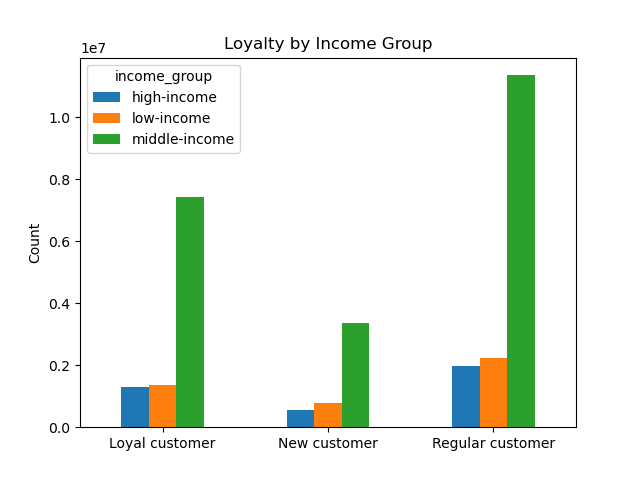 Loyalty by Income Group
1e7
income_group
high-income
low-income
middle-income
1.0
0.8
0.6
0.4
0.2
0.0
Count
Loyal customer
New customer
Regular customer